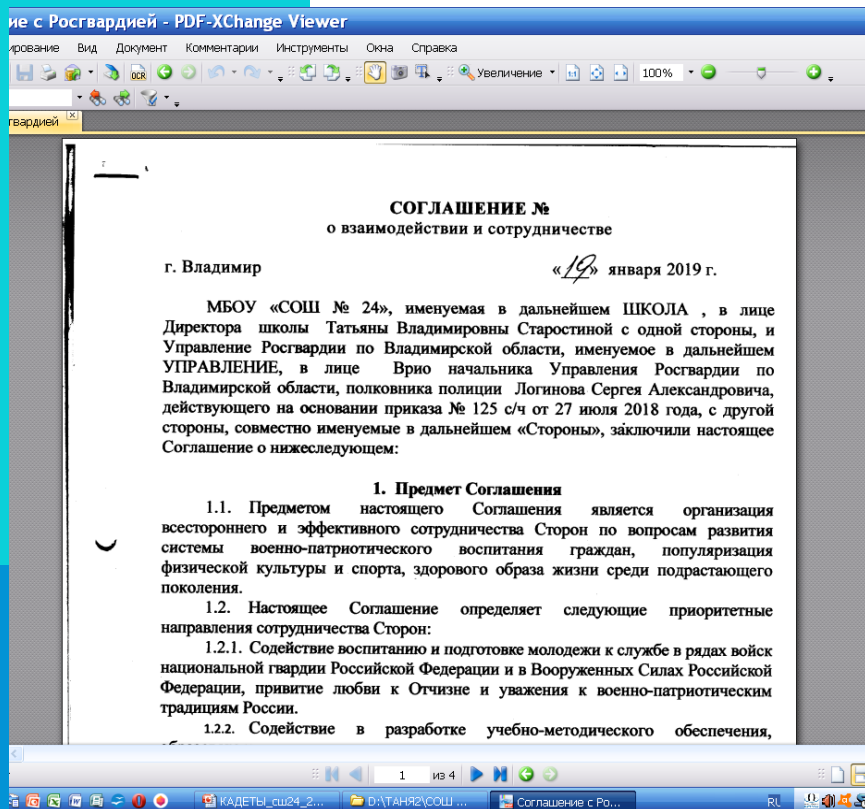 ие с Росгвардией - PDF-XChange Viewer
ирование Вид Документ Комментарии Инструменты Окна Справка
OCR Увеличение 1:1 100%
гвардией
СОГЛАШЕНИЕ №
о взаимодействии и сотрудничестве
г. Владимир «19» января 2019 г.
МБОУ «СОШ № 24», именуемая в дальнейшем ШКОЛА , в лице
Директора школы Татьяны Владимировны Старостиной с одной стороны, и
Управление Росгвардии по Владимирской области, именуемое в дальнейшем
УПРАВЛЕНИЕ, в лице Врио начальника Управления Росгвардии по
Владимирской области, полковника полиции Логинова Сергея Александровича,
действующего на основании приказа № 125 с/ч от 27 июля 2018 года, с другой
стороны, совместно именуемые в дальнейшем «Стороны», заключили настоящее
Соглашение о нижеследующем:
1. Предмет Соглашения
1.1. Предметом настоящего Соглашения является организация
всестороннего и эффективного сотрудничества Сторон по вопросам развития
системы военно-патриотического воспитания граждан, популяризация
физической культуры и спорта, здорового образа жизни среди подрастающего
поколения.
1.2. Настоящее Соглашение определяет следующие приоритетные
направления сотрудничества Сторон:
1.2.1. Содействие воспитанию и подготовке молодежи к службе в рядах войск
национальной гвардии Российской Федерации и в Вооруженных Силах Российской
Федерации, привитие любви к Отчизне и уважения к военно-патриотическим
традициям России.
1.2.2. Содействие в разработке учебно-методического обеспечения,
1 из 4
КАДЕТЫ_сш24_2... D:\ТАНЯ2\СОШ ... Соглашение с Ро... RU